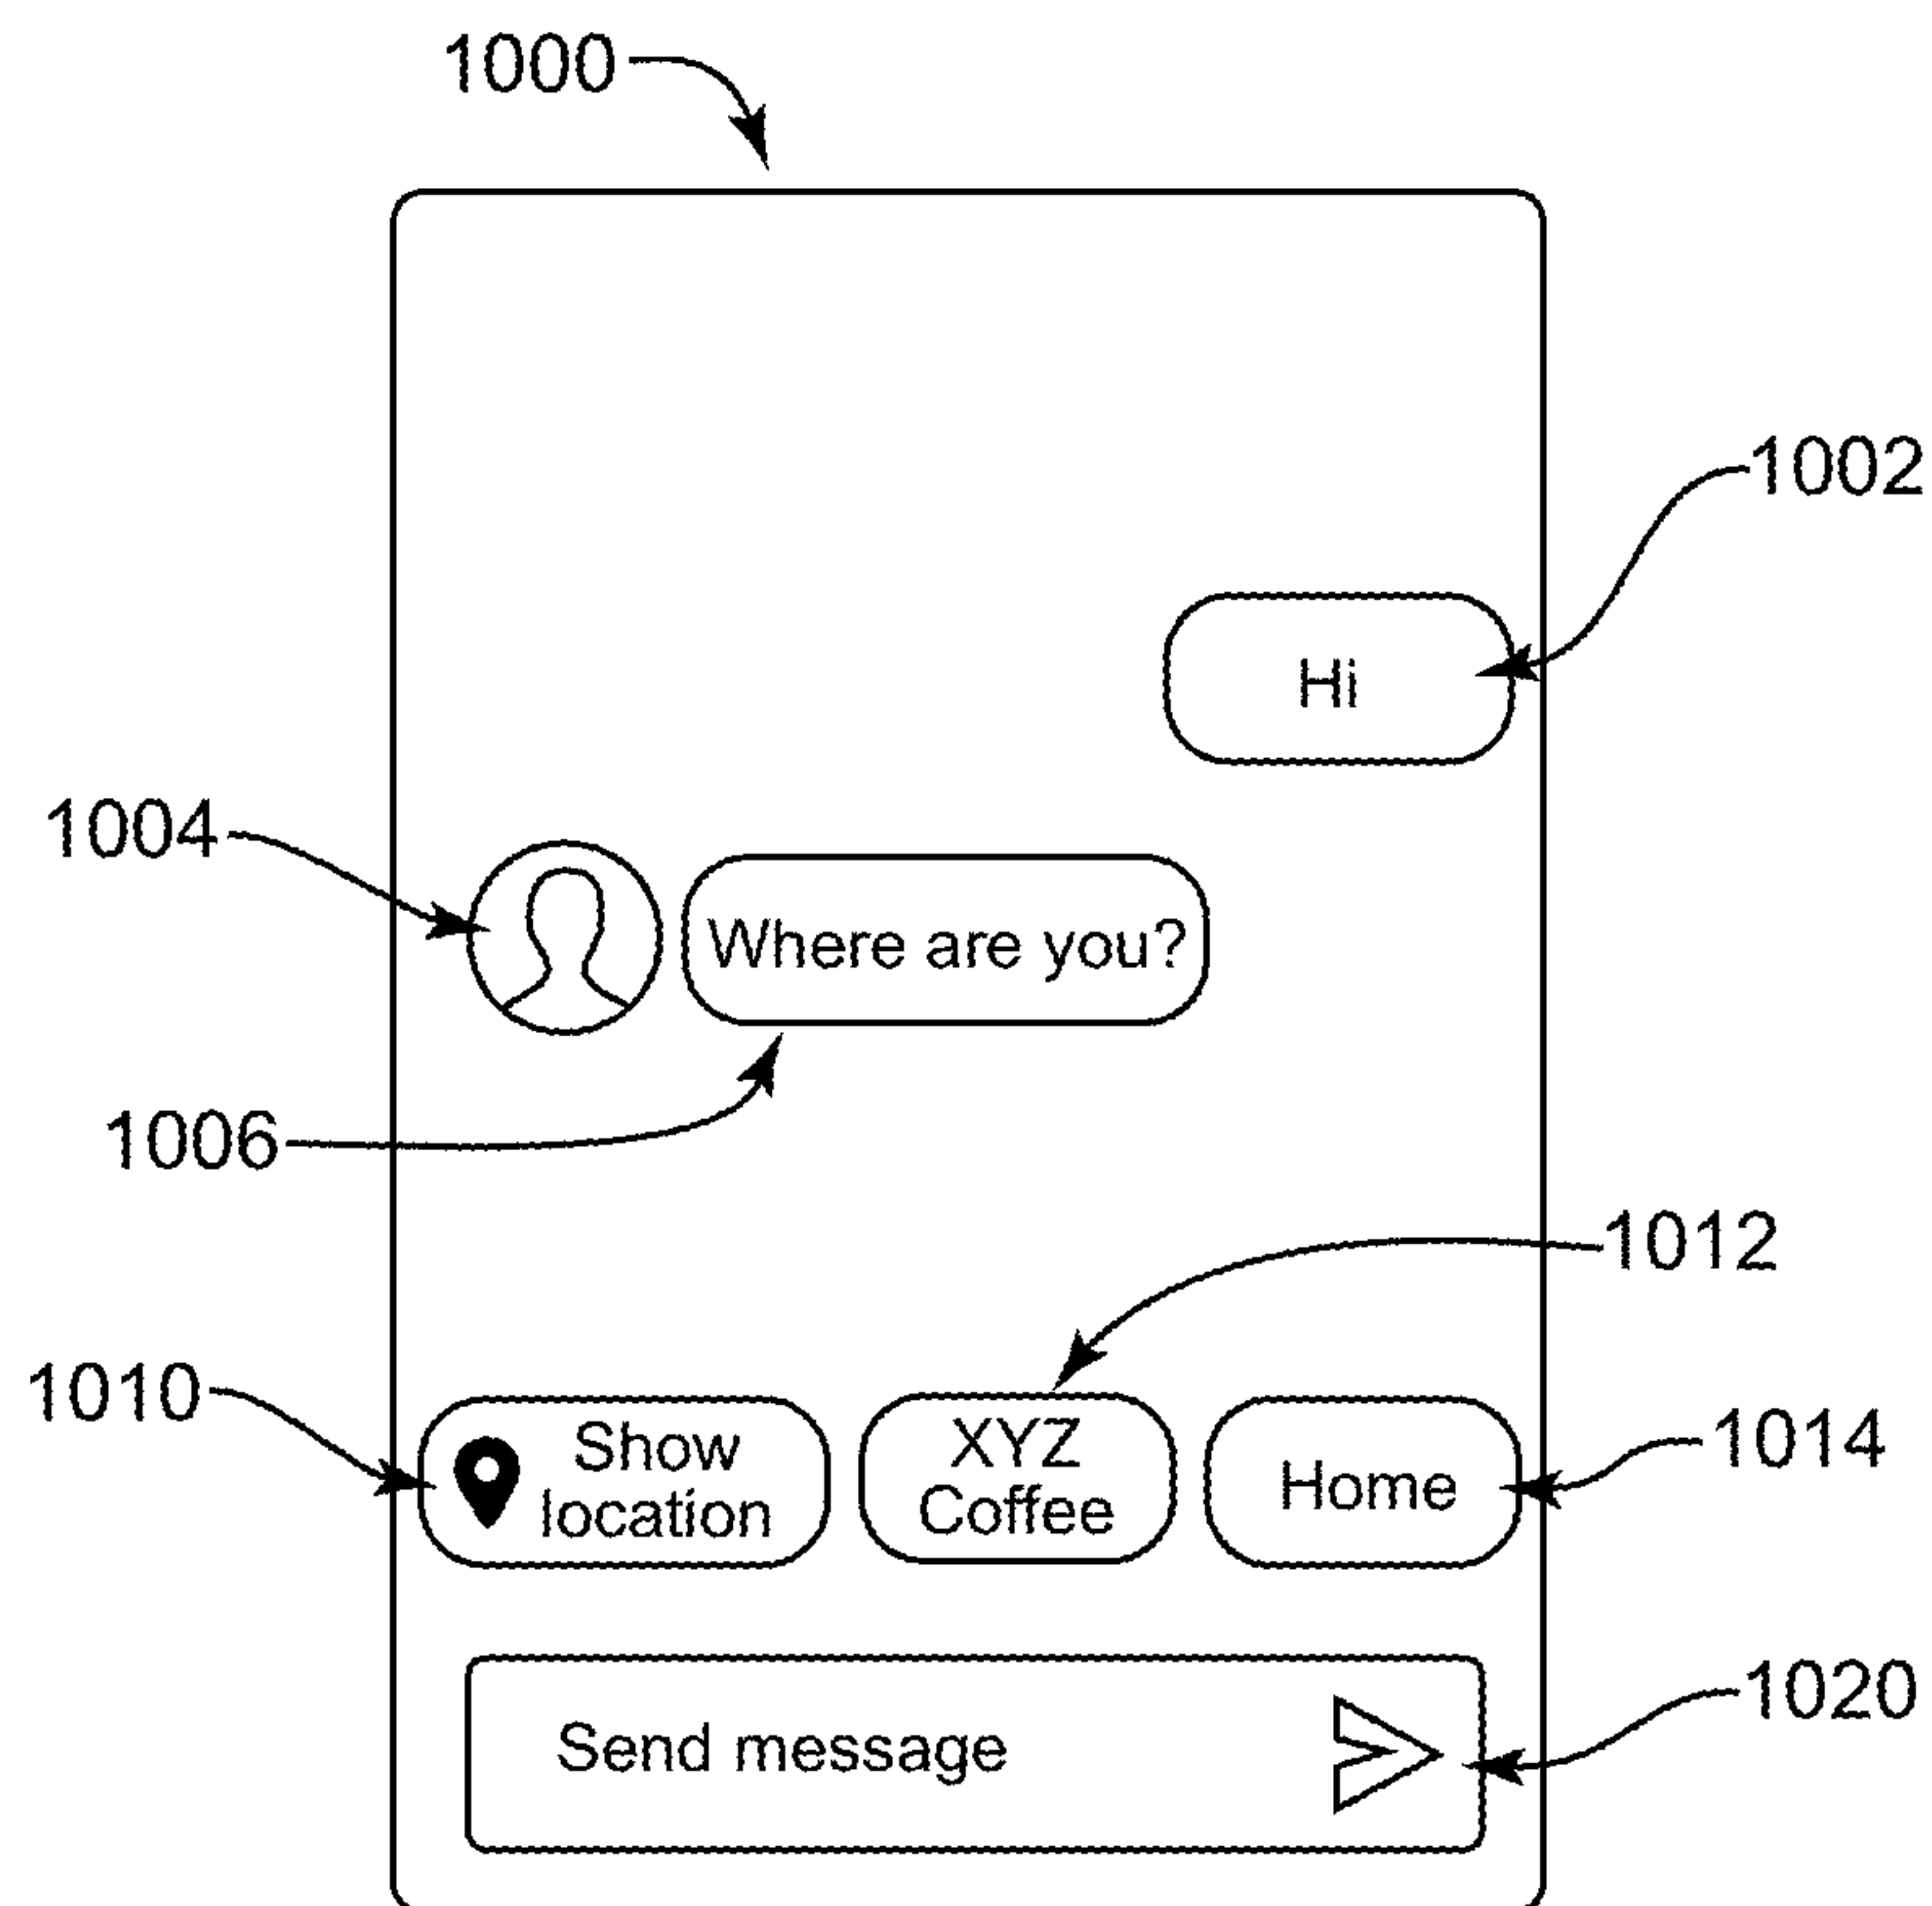 1000
1002
Hi
1004
Where are you?
1006
1012
1010
Show
location
XYZ
Coffee
Home
1014
Send message
1020